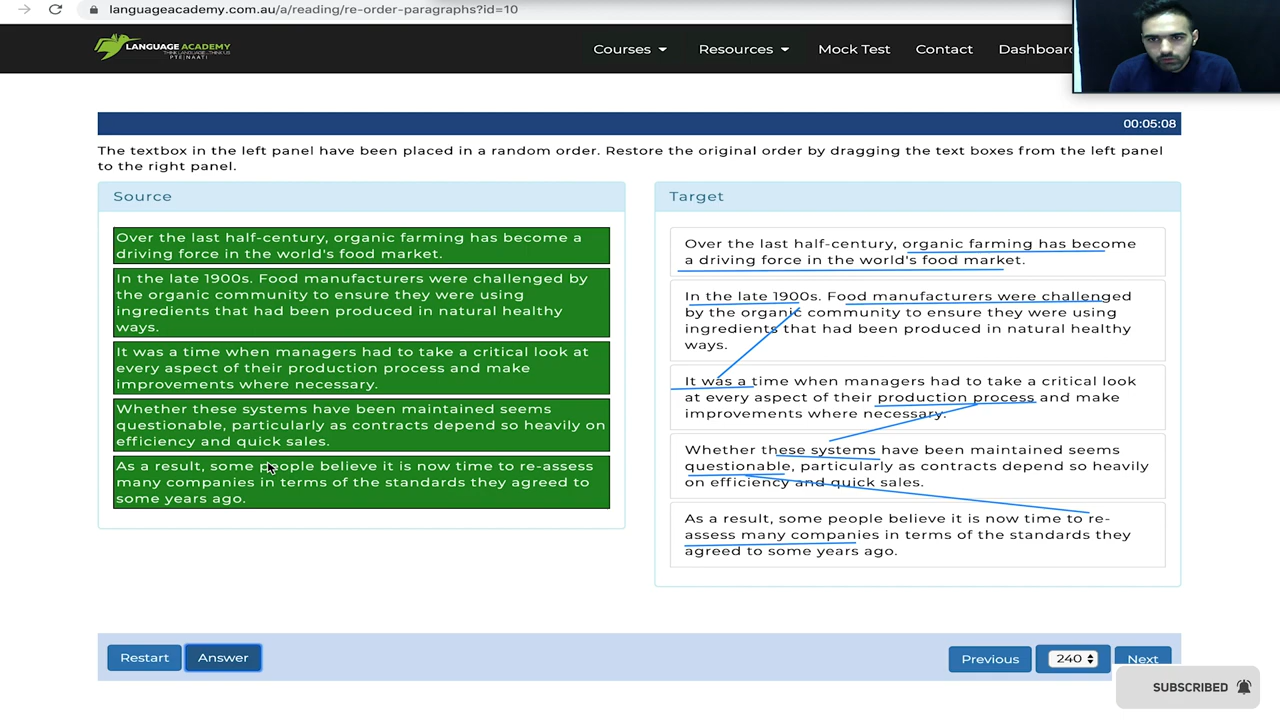 languageacademy.com.au/a/reading/re-order-paragraphs?id=10
LANGUAGE ACADEMY
THINK LANGUAGE - THINK US
PTE|NAATI
Courses
Resources
Mock Test
Contact
Dashboar
00:05:08
The textbox in the left panel have been placed in a random order. Restore the original order by dragging the text boxes from the left panel
to the right panel.
Source
Over the last half-century, organic farming has become a
driving force in the world's food market.
In the late 1900s. Food manufacturers were challenged by
the organic community to ensure they were using
ingredients that had been produced in natural healthy
ways.
It was a time when managers had to take a critical look at
every aspect of their production process and make
improvements where necessary.
Whether these systems have been maintained seems
questionable, particularly as contracts depend so heavily on
efficiency and quick sales.
As a result, some people believe it is now time to re-assess
many companies in terms of the standards they agreed to
some years ago.
Target
Over the last half-century, organic farming has become
a driving force in the world's food market.
In the late 1900s. Food manufacturers were challenged
by the organic community to ensure they were using
ingredients that had been produced in natural healthy
ways.
It was a time when managers had to take a critical look
at every aspect of their production process and make
improvements where necessary.
Whether these systems have been maintained seems
questionable, particularly as contracts depend so heavily
on efficiency and quick sales.
As a result, some people believe it is now time to re-
assess many companies in terms of the standards they
agreed to some years ago.
Restart
Answer
Previous
240
Next
SUBSCRIBED